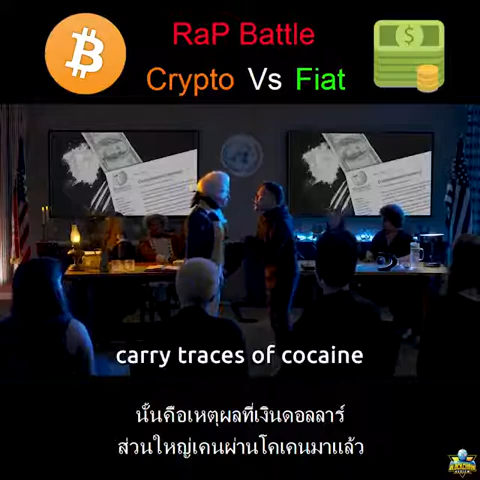 RaP Battle
Crypto Vs Fiat
carry traces of cocaine
นั้นคือเหตุผลที่เงินดอลลาร์
ส่วนใหญ่เคนผ่านโคเคนมาแล้ว